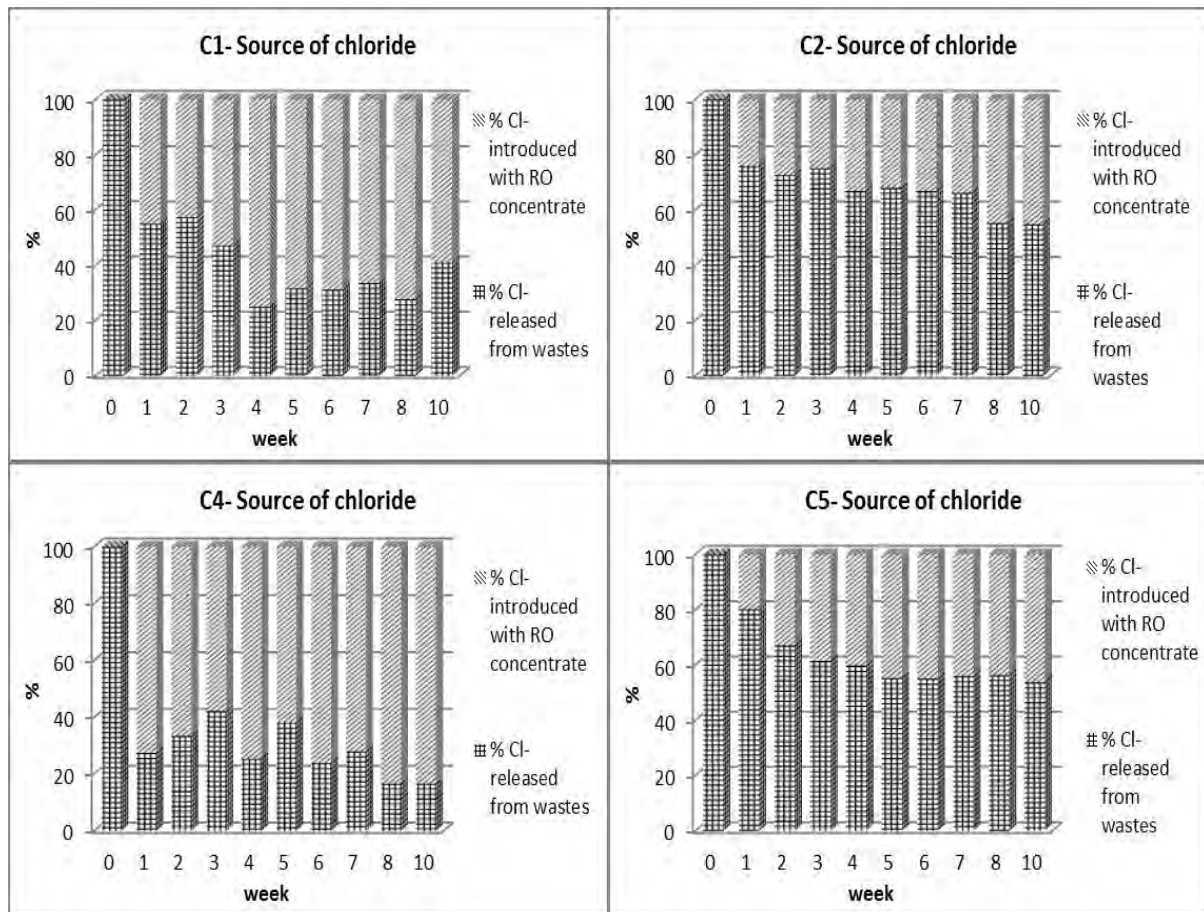 C1- Source of chloride
100
80
60
40
20
0
%
0 1 2 3 4 5 6 7 8 10
week
% Cl-
introduced
with RO
concentrate
% Cl-
released
from wastes
C2- Source of chloride
100
80
60
40
20
0
%
0 1 2 3 4 5 6 7 8 10
week
% Cl-
introduced
with RO
concentrate
% Cl-
released
from
wastes
C4- Source of chloride
100
80
60
40
20
0
%
0 1 2 3 4 5 6 7 8 10
week
% Cl-
introduced
with RO
concentrate
% Cl-
released
from wastes
C5- Source of chloride
100
80
60
40
20
0
%
0 1 2 3 4 5 6 7 8 10
week
% Cl-
introduced
with RO
concentrate
% Cl-
released
from
wastes